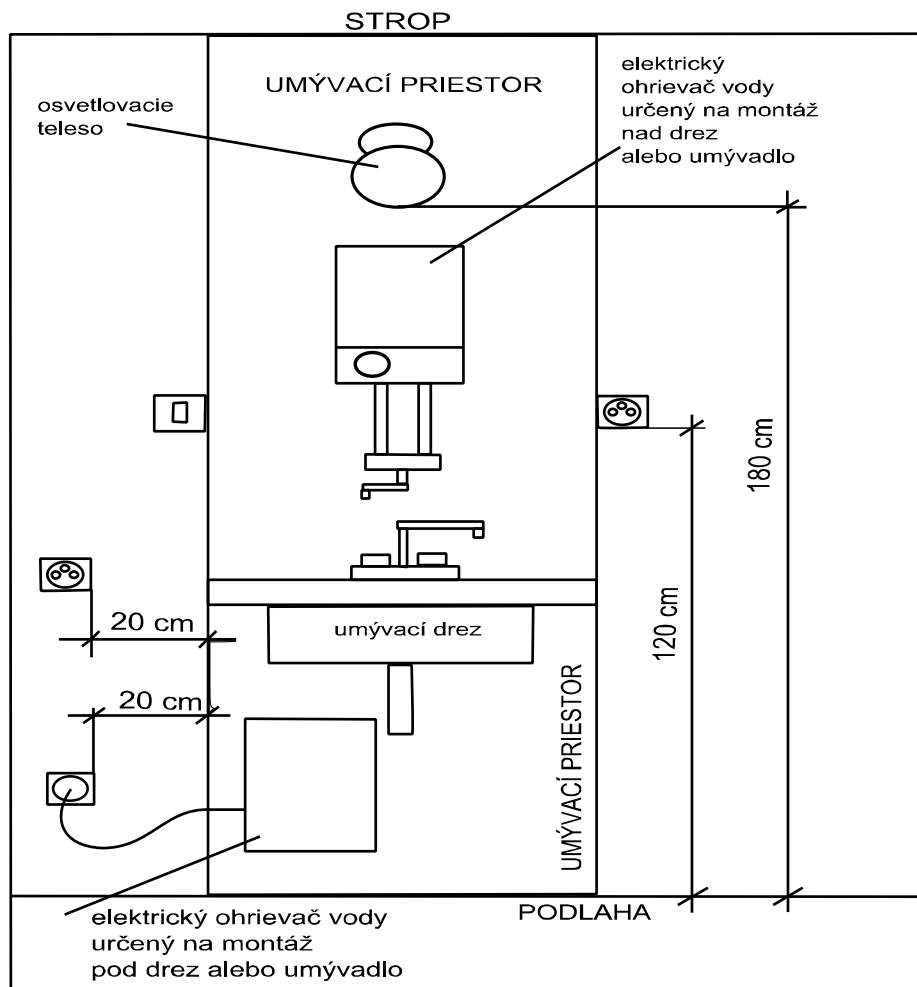 STROP
UMÝVACÍ PRIESTOR
osvetlovacie
teleso
elektrický
ohrievač vody
určený na montáž
nad drez
alebo umývadlo
180 cm
120 cm
20 cm
umývací drez
20 cm
UMÝVACÍ PRIESTOR
PODLAHA
elektrický ohrievač vody
určený na montáž
pod drez alebo umývadlo